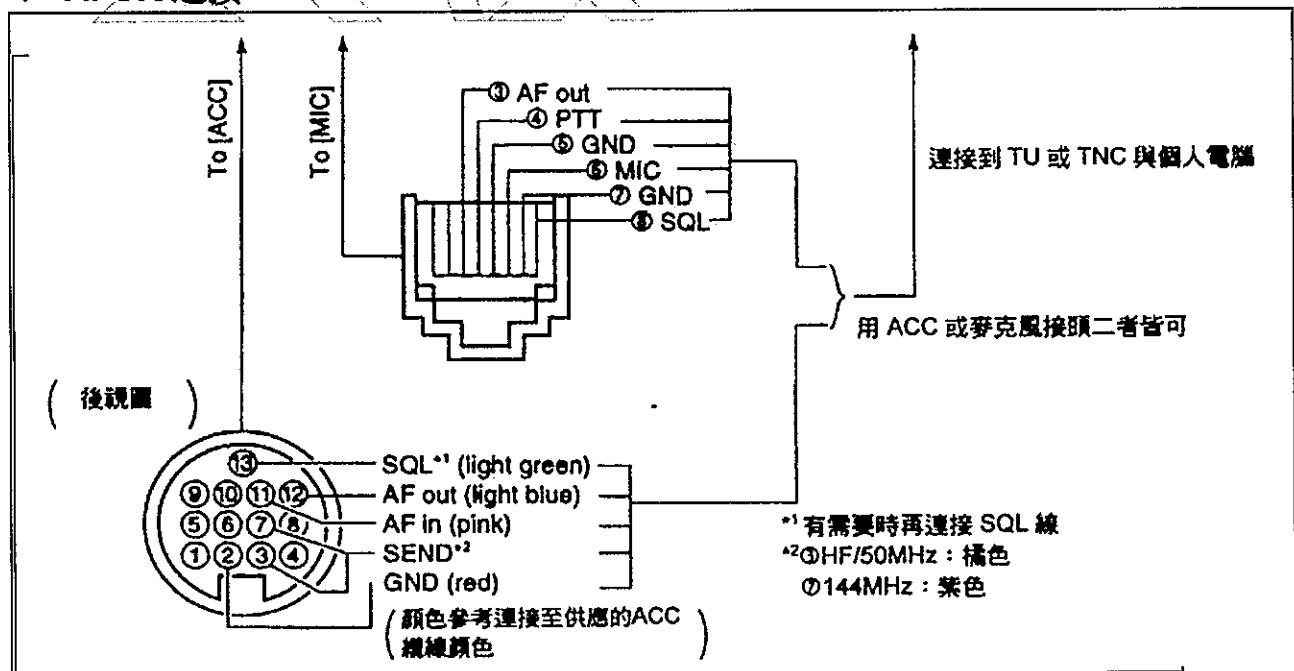 To [ACC]
To [MIC]
③ AF out
④ PTT
⑤ GND
⑥ MIC
⑦ GND
⑧ SQL
連接到 TU 或 TNC 與個人電腦
用 ACC 或麥克風接頭二者皆可
(後視圖)
⑬
⑨⑩⑪⑫
⑤⑥⑦⑧
①②③④
SQL*1 (light green)
AF out (light blue)
AF in (pink)
SEND*2
GND (red)
(顏色參考連接至供應的ACC
纜線顏色)
*1 有需要時再連接 SQL 線
*2③HF/50MHz:橘色
⑦144MHz:紫色